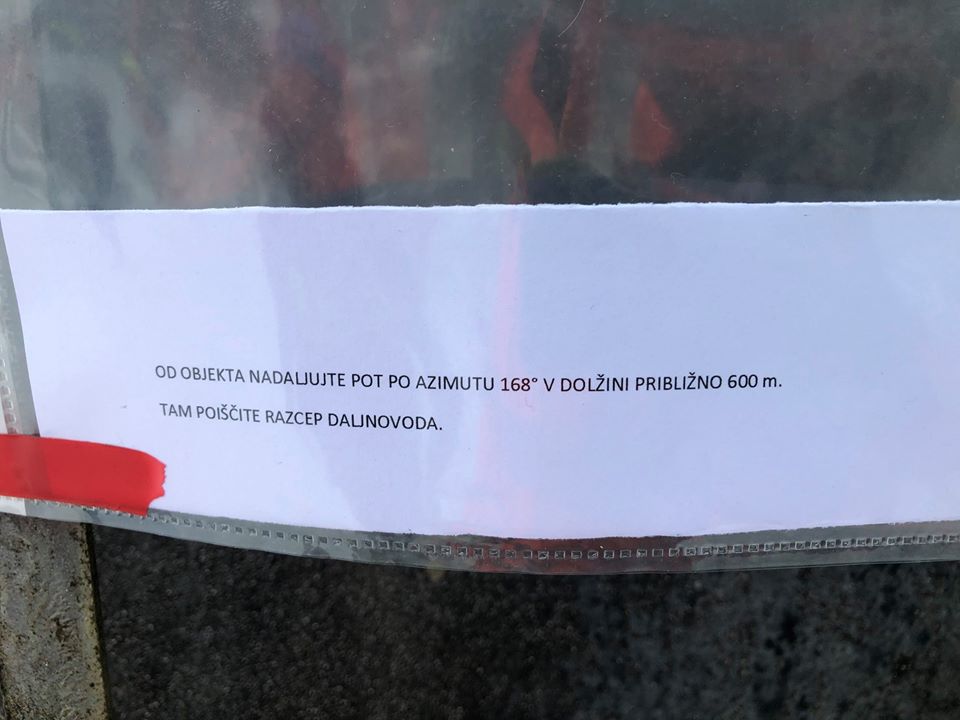 OD OBJEKTA NADALJUJTE POT PO AZIMUTU 168° V DOLŽINI PRIBLIŽNO 600 m.
TAM POIŠČITE RAZCEP DALJNOVODA.